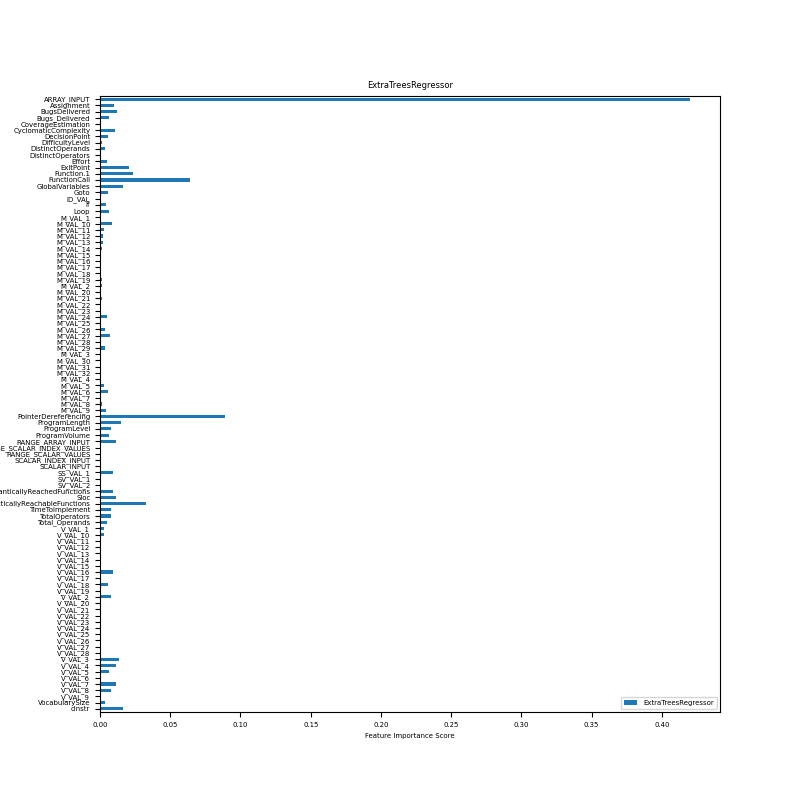 ExtraTreesRegressor
ARRAY_INPUT
Assignment
BugsDelivered
Bugs_Delivered
CoverageEstimation
CyclomaticComplexity
DecisionPoint
DifficultyLevel
DistinctOperands
DistinctOperators
Effort
ExitPoint
Function.1
FunctionCall
GlobalVariables
Goto
ID_VAL
If
Loop
M_VAL_1
M_VAL_10
M_VAL_11
M_VAL_12
M_VAL_13
M_VAL_14
M_VAL_15
M_VAL_16
M_VAL_17
M_VAL_18
M_VAL_19
M_VAL_2
M_VAL_20
M_VAL_21
M_VAL_22
M_VAL_23
M_VAL_24
M_VAL_25
M_VAL_26
M_VAL_27
M_VAL_28
M_VAL_29
M_VAL_3
M_VAL_30
M_VAL_31
M_VAL_32
M_VAL_4
M_VAL_5
M_VAL_6
M_VAL_7
M_VAL_8
M_VAL_9
PointerDereferencing
ProgramLength
ProgramLevel
ProgramVolume
RANGE_ARRAY_INPUT
E_SCALAR_INDEX_VALUES
RANGE_SCALAR_VALUES
SCALAR_INDEX_INPUT
SCALAR_INPUT
SS_VAL_1
SV_VAL_1
SV_VAL_2
anticallyReachedFunctions
Sloc
ticallyReachableFunctions
TimeToImplement
TotalOperators
Total_Operands
V_VAL_1
V_VAL_10
V_VAL_11
V_VAL_12
V_VAL_13
V_VAL_14
V_VAL_15
V_VAL_16
V_VAL_17
V_VAL_18
V_VAL_19
V_VAL_2
V_VAL_20
V_VAL_21
V_VAL_22
V_VAL_23
V_VAL_24
V_VAL_25
V_VAL_26
V_VAL_27
V_VAL_28
V_VAL_3
V_VAL_4
V_VAL_5
V_VAL_6
V_VAL_7
V_VAL_8
V_VAL_9
VocabularySize
cinstr
ExtraTreesRegressor
0.00 0.05 0.10 0.15 0.20 0.25 0.30 0.35 0.40
Feature Importance Score